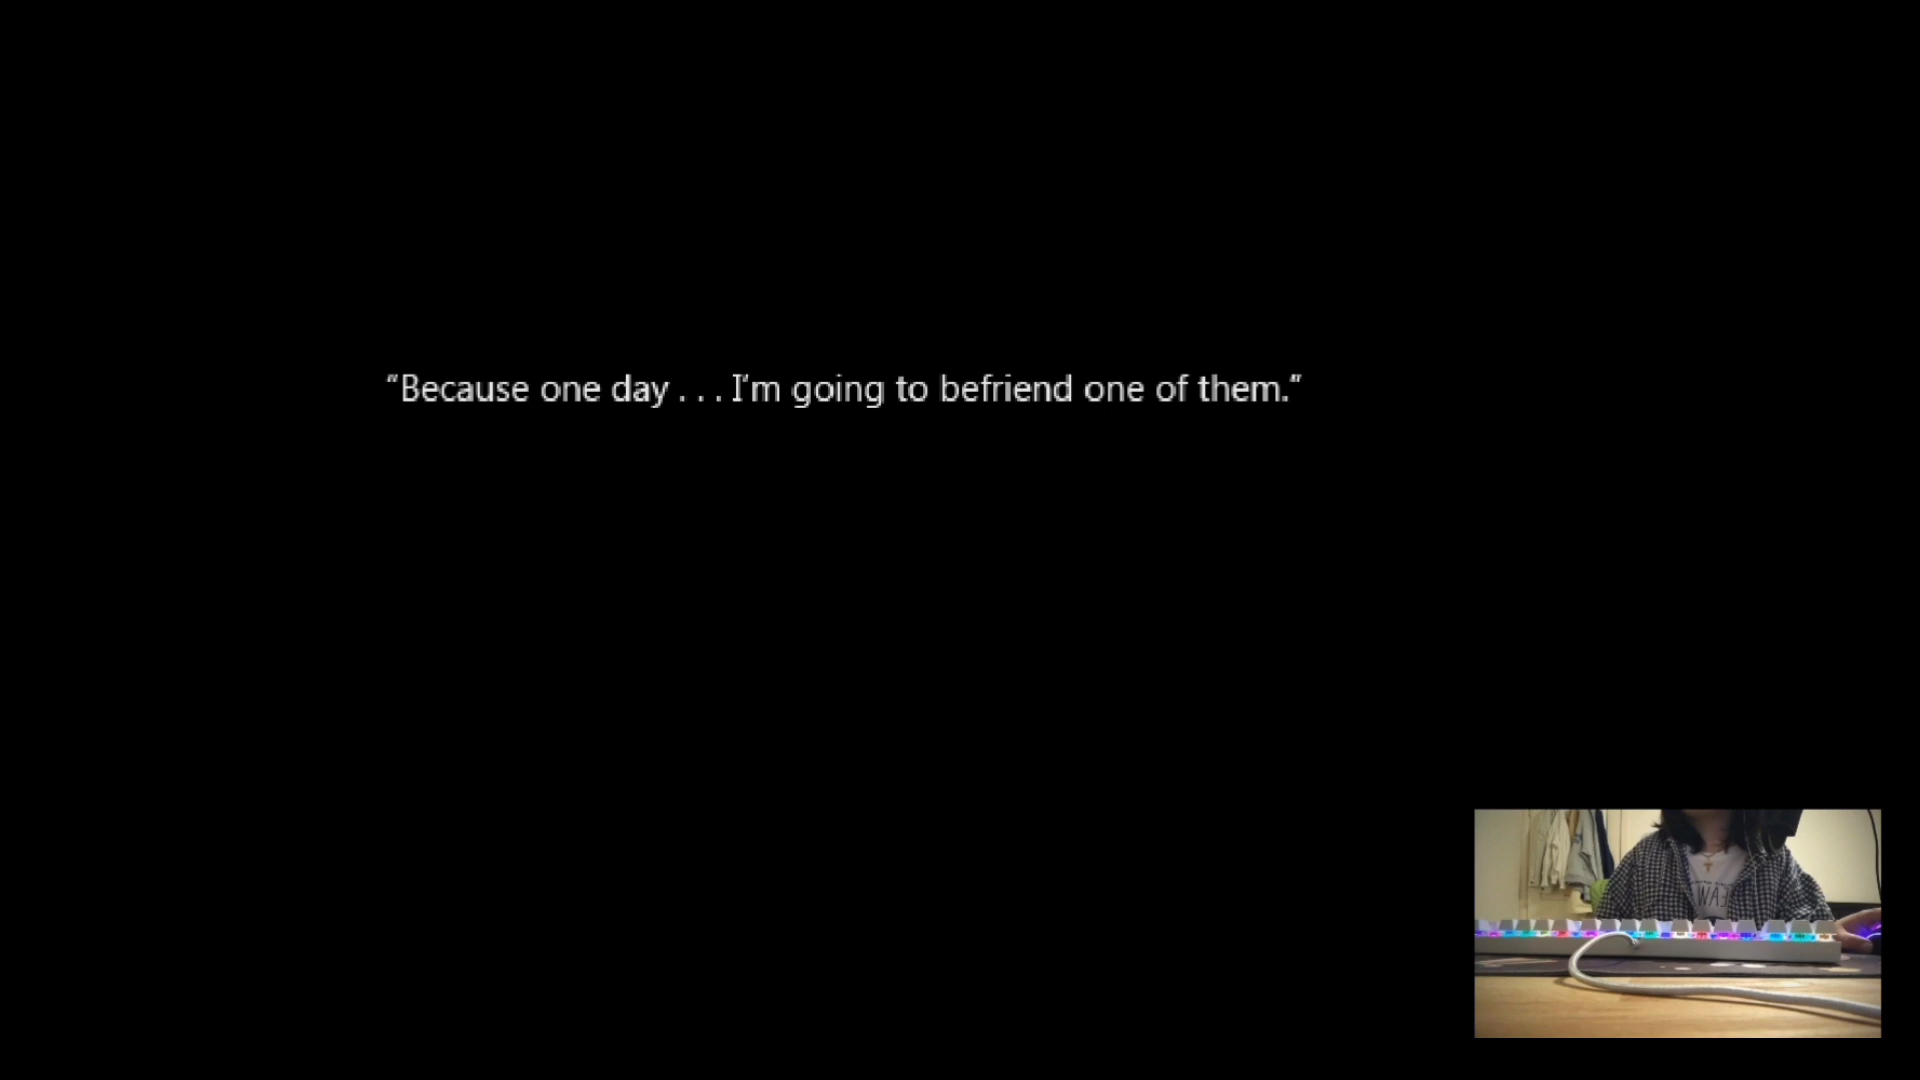 “Because one day . . . I'm going to befriend one of them.”